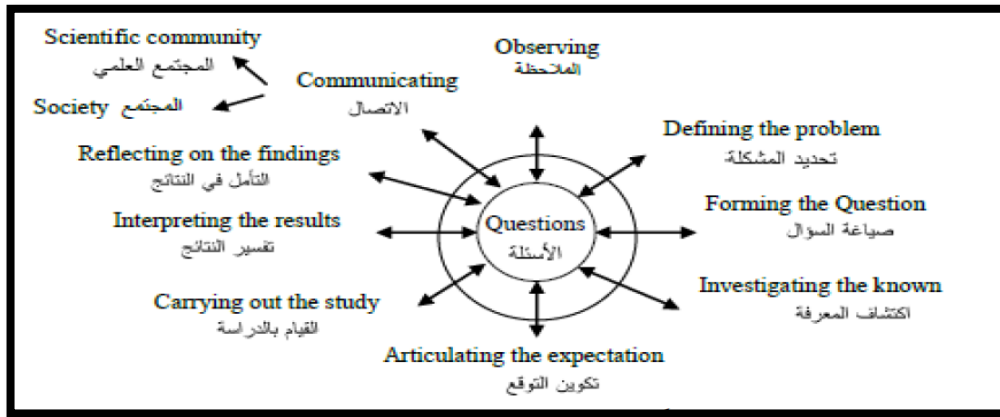 Scientific community
المجتمع العلمي
Society المجتمع
Communicating
الاتصال
Observing
الملاحظة
Defining the problem
تحديد المشكلة
Reflecting on the findings
التأمل في النتائج
Forming the Question
صياغة السؤال
Interpreting the results
تفسير النتائج
Questions
الأسئلة
Investigating the known
اكتشاف المعرفة
Carrying out the study
القيام بالدراسة
Articulating the expectation
تكوين التوقع